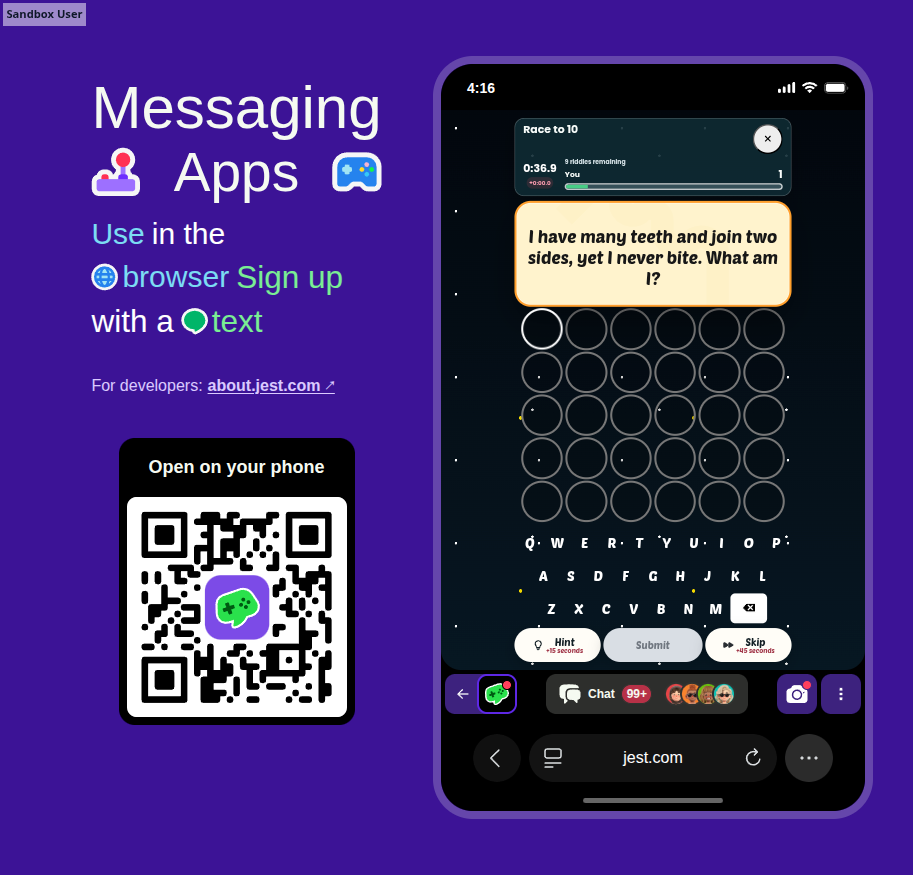 Sandbox User
Messaging
Apps
Use in the
browser Sign up
with a text
For developers: about.jest.com ↗
Open on your phone
4:16
Race to 10
×
0:36.9
+0:00.0
9 riddles remaining
You 1
I have many teeth and join two
sides, yet I never bite. What am
I?
Q W E R T Y U I O P
A S D F G H J K L
Z X C V B N M
Hint
+15 seconds
Submit
Skip
+45 seconds
Chat 99+
jest.com